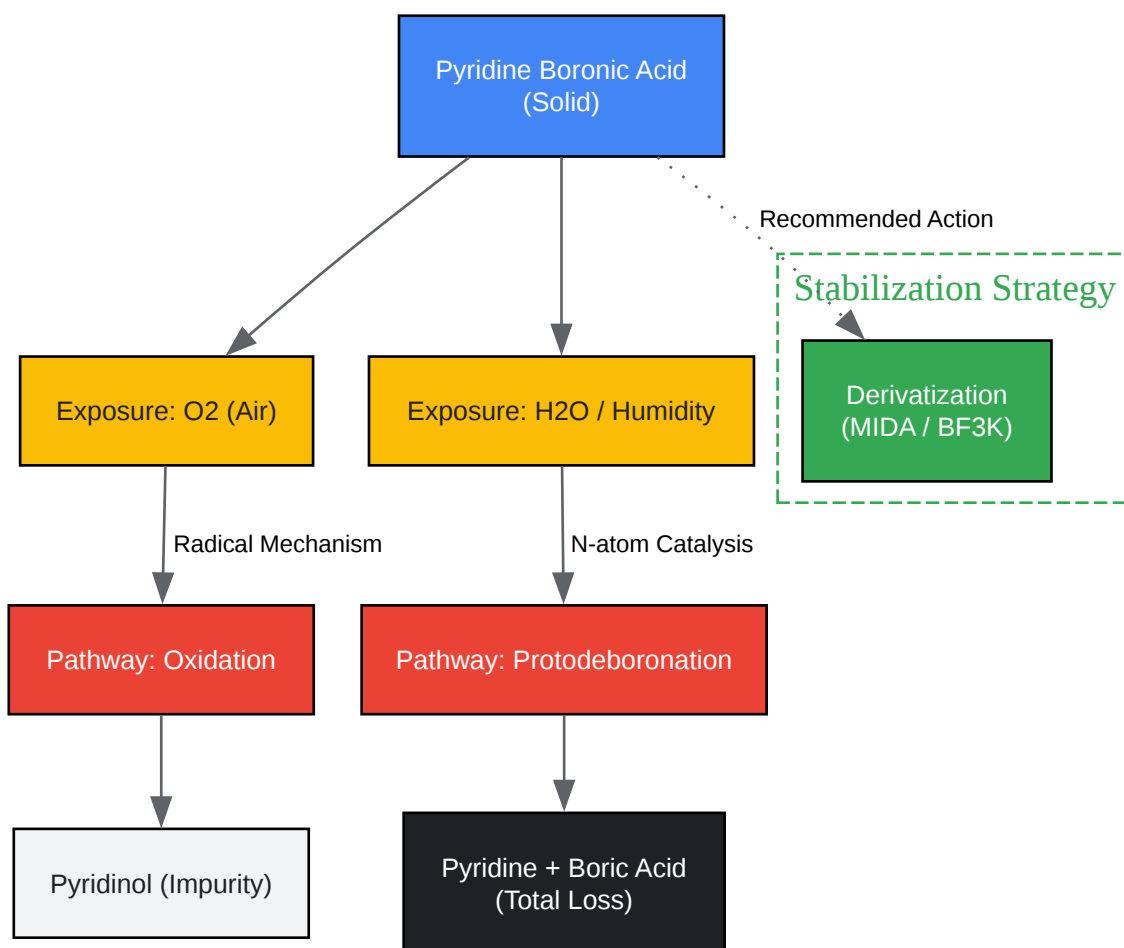 Pyridine Boronic Acid
(Solid)
Recommended Action
Stabilization Strategy
Exposure: O2 (Air)
Exposure: H2O / Humidity
Derivatization
(MIDA / BF3K)
Radical Mechanism
N-atom Catalysis
Pathway: Oxidation
Pathway: Protodeboronation
Pyridinol (Impurity)
Pyridine + Boric Acid
(Total Loss)